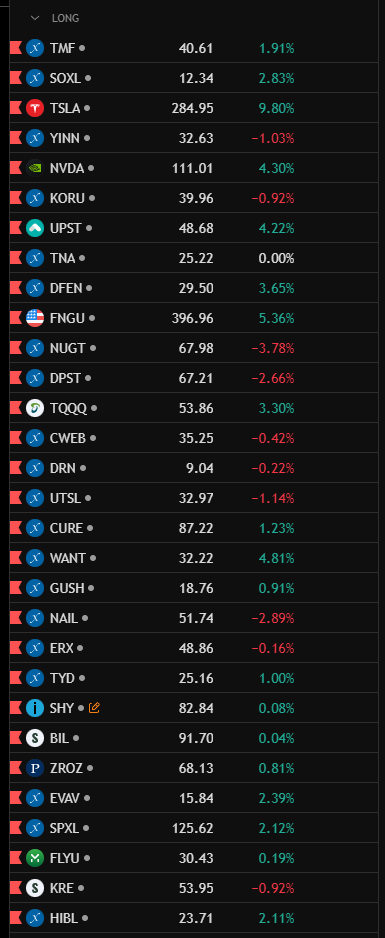 LONG
TMF 40.61 1.91%
SOXL 12.34 2.83%
TSLA 284.95 9.80%
YINN 32.63 −1.03%
NVDA 111.01 4.30%
KORU 39.96 −0.92%
UPST 48.68 4.22%
TNA 25.22 0.00%
DFEN 29.50 3.65%
FNGU 396.96 5.36%
NUGT 67.98 −3.78%
DPST 67.21 −2.66%
TQQQ 53.86 3.30%
CWEB 35.25 −0.42%
DRN 9.04 −0.22%
UTSL 32.97 −1.14%
CURE 87.22 1.23%
WANT 32.22 4.81%
GUSH 18.76 0.91%
NAIL 51.74 −2.89%
ERX 48.86 −0.16%
TYD 25.16 1.00%
SHY 82.84 0.08%
BIL 91.70 0.04%
ZROZ 68.13 0.81%
EVAV 15.84 2.39%
SPXL 125.62 2.12%
FLYU 30.43 0.19%
KRE 53.95 −0.92%
HIBL 23.71 2.11%